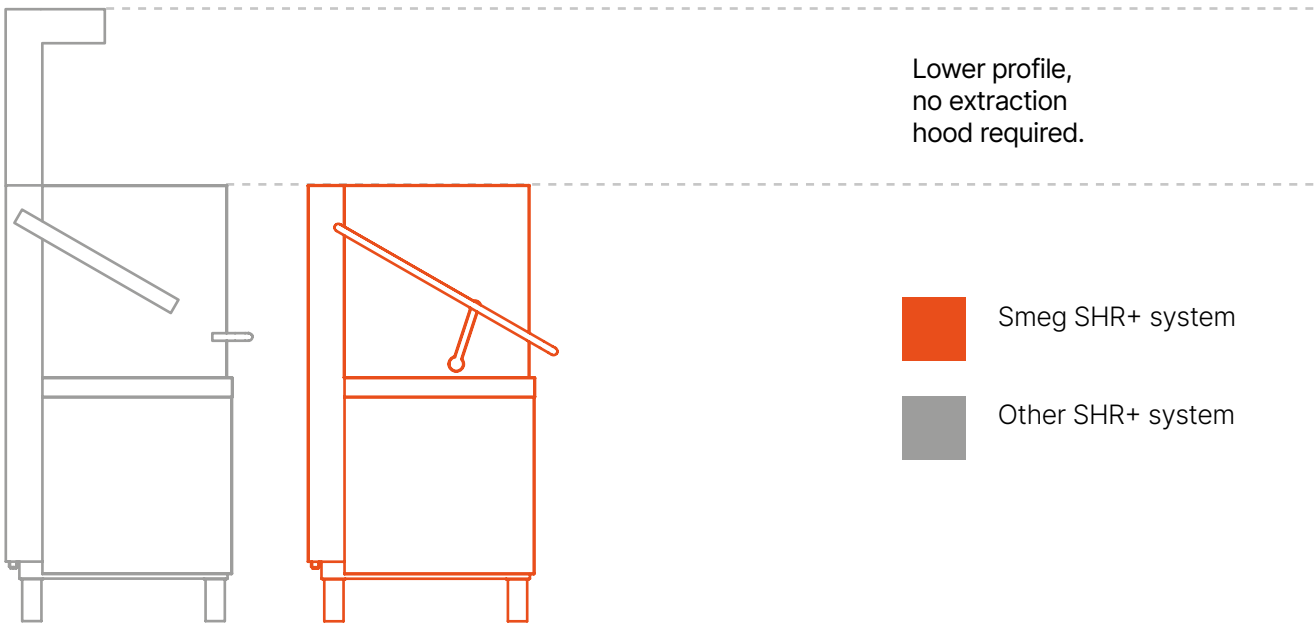 Lower profile,
no extraction
hood required.
Smeg SHR+ system
Other SHR+ system